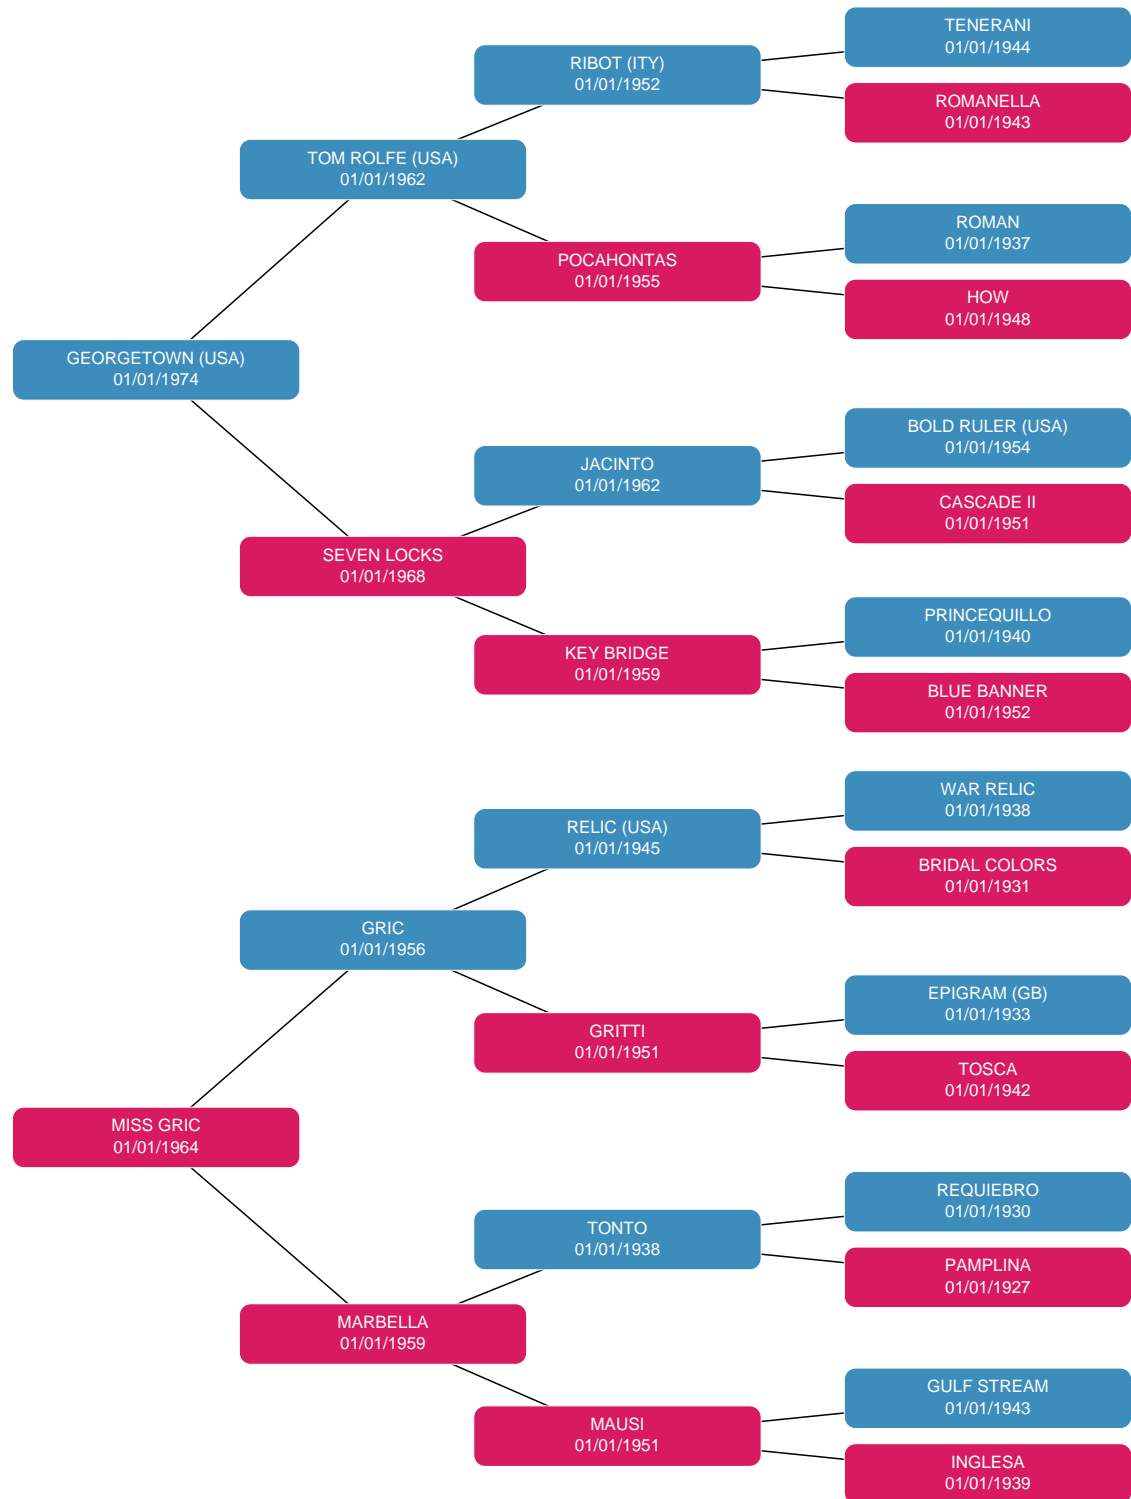 TENERANI
01/01/1944
RIBOT (ITY)
01/01/1952
ROMANELLA
01/01/1943
TOM ROLFE (USA)
01/01/1962
ROMAN
01/01/1937
POCAHONTAS
01/01/1955
HOW
01/01/1948
GEORGETOWN (USA)
01/01/1974
BOLD RULER (USA)
01/01/1954
JACINTO
01/01/1962
CASCADE II
01/01/1951
SEVEN LOCKS
01/01/1968
PRINCEQUILLO
01/01/1940
KEY BRIDGE
01/01/1959
BLUE BANNER
01/01/1952
WAR RELIC
01/01/1938
RELIC (USA)
01/01/1945
BRIDAL COLORS
01/01/1931
GRIC
01/01/1956
EPIGRAM (GB)
01/01/1933
GRITTI
01/01/1951
TOSCA
01/01/1942
MISS GRIC
01/01/1964
REQUIEBRO
01/01/1930
TONTO
01/01/1938
PAMPLINA
01/01/1927
MARBELLA
01/01/1959
GULF STREAM
01/01/1943
MAUSI
01/01/1951
INGLESA
01/01/1939